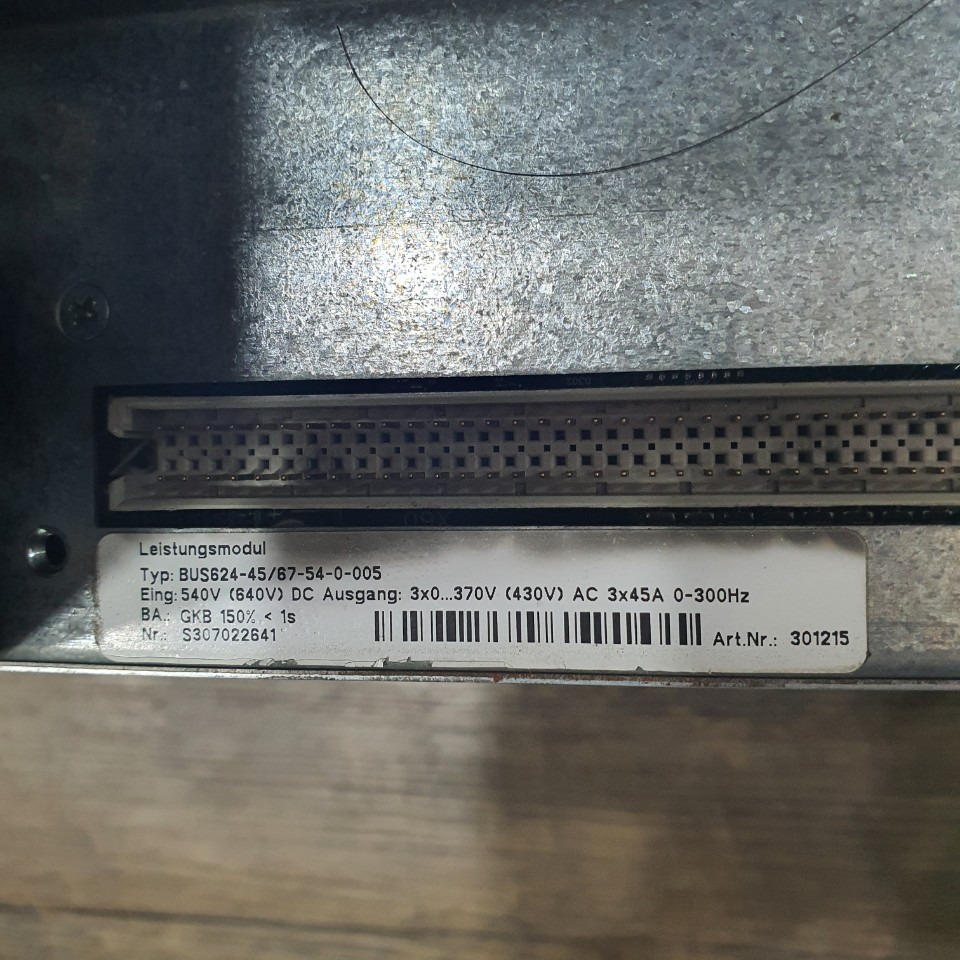 Leistungsmodul
Typ: BUS624-45/67-54-0-005
Eing: 540V (640V) DC Ausgang: 3x0...370V (430V) AC 3x45A 0-300Hz
BA.: GKB 150% < 1s
Nr.: S307022641
Art.Nr.: 301215